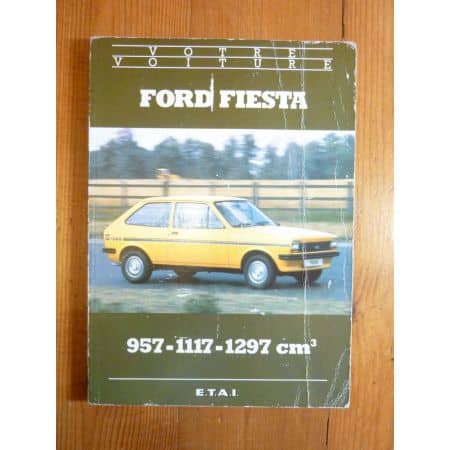 VOTRE
VOITURE
FORD FIESTA
957-1117-1297 cm³
E.T.A.I.